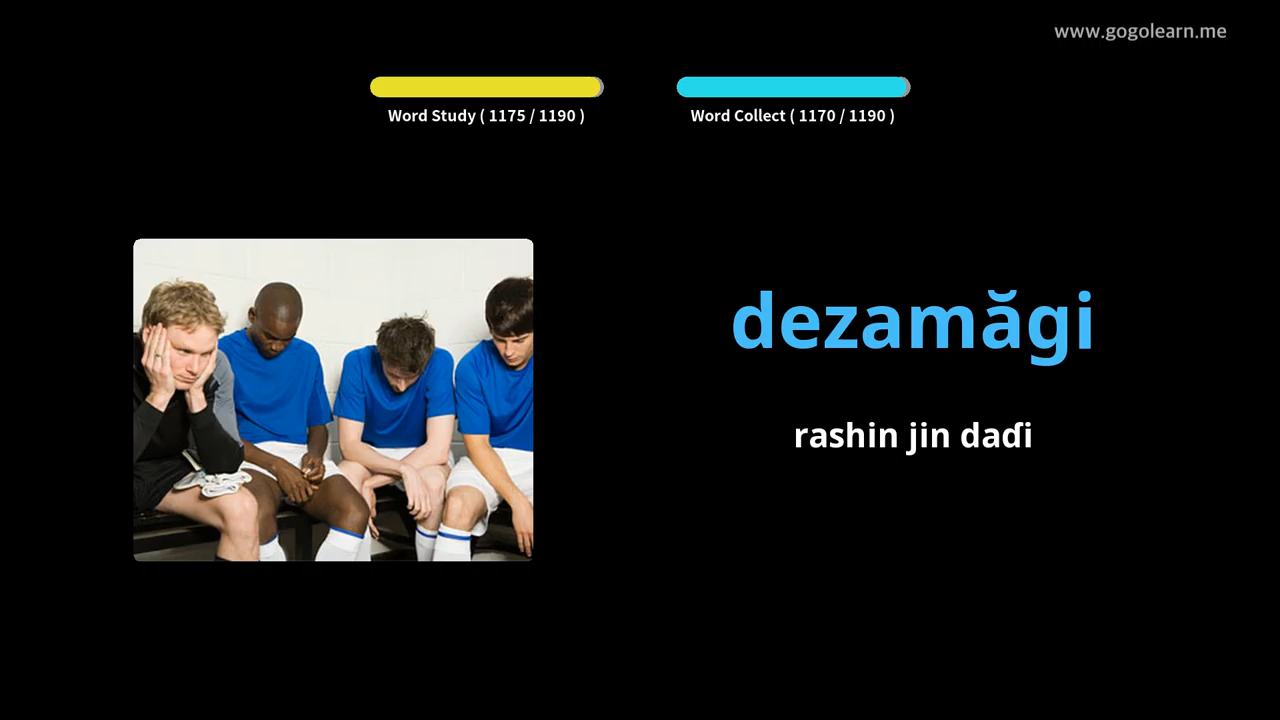 www.gogolearn.me
Word Study ( 1175 / 1190 )
Word Collect ( 1170 / 1190 )
dezamăgi
rashin jin daɗi